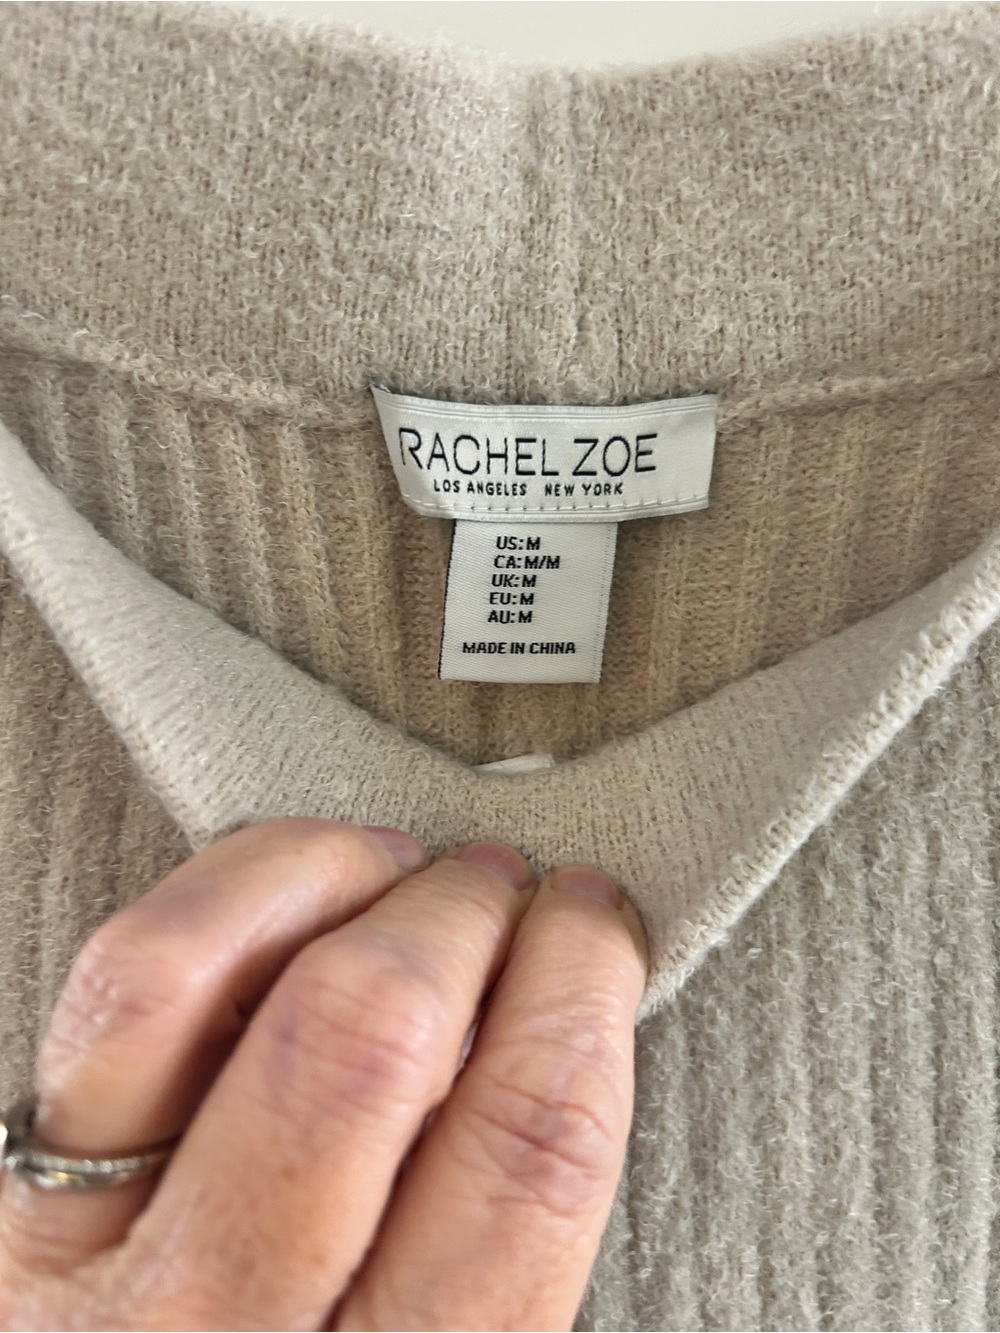 RACHEL ZOE
LOS ANGELES NEW YORK
US: M
CA: M/M
UK: M
EU: M
AU: M
MADE IN CHINA